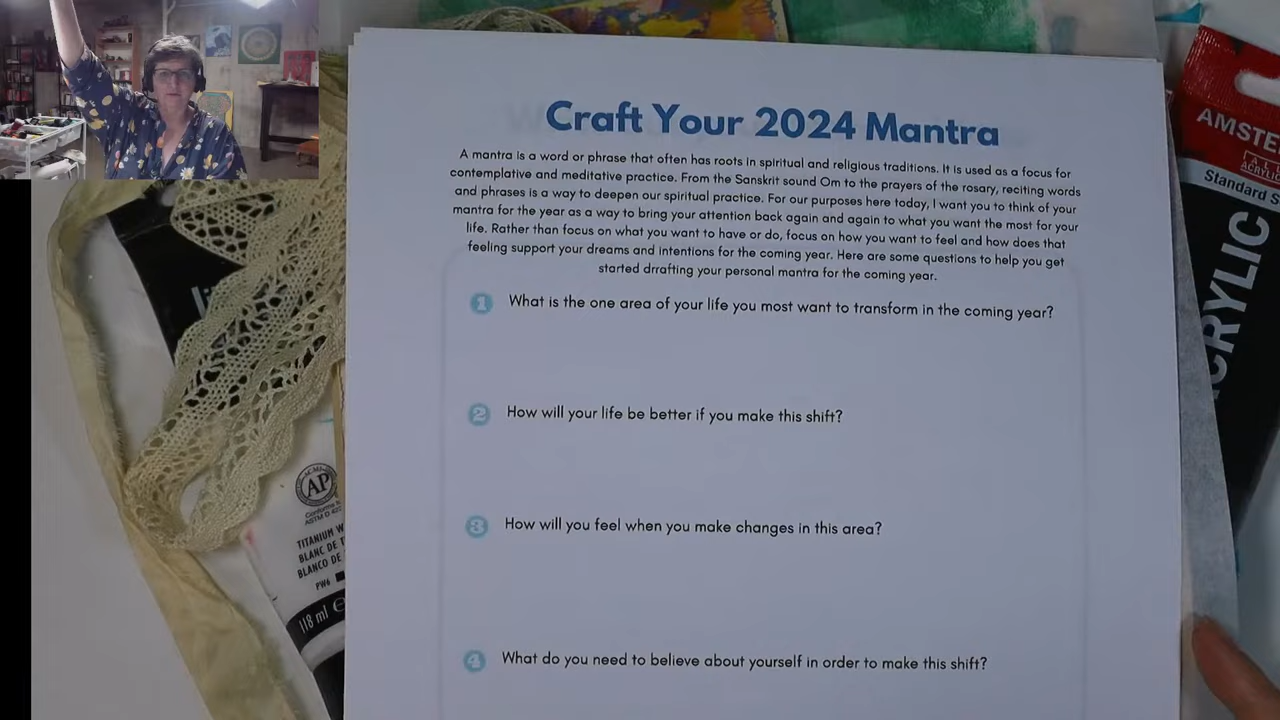 Craft Your 2024 Mantra
A mantra is a word or phrase that often has roots in spiritual and religious traditions. It is used as a focus for
contemplative and meditative practice. From the Sanskrit sound Om to the prayers of the rosary, reciting words
and phrases is a way to deepen our spiritual practice. For our purposes here today, I want you to think of your
mantra for the year as a way to bring your attention back again and again to what you want the most for your
life. Rather than focus on what you want to have or do, focus on how you want to feel and how does that
feeling support your dreams and intentions for the coming year. Here are some questions to help you get
started drrafting your personal mantra for the coming year.
1 What is the one area of your life you most want to transform in the coming year?
2 How will your life be better if you make this shift?
3 How will you feel when you make changes in this area?
4 What do you need to believe about yourself in order to make this shift?
AP
Conforms to
ASTM D
TITANIUM W
BLANC DE
BLANCO DE
PW6
118 ml
AMSTE
ACRYLIC
Standard S
CRYLIC